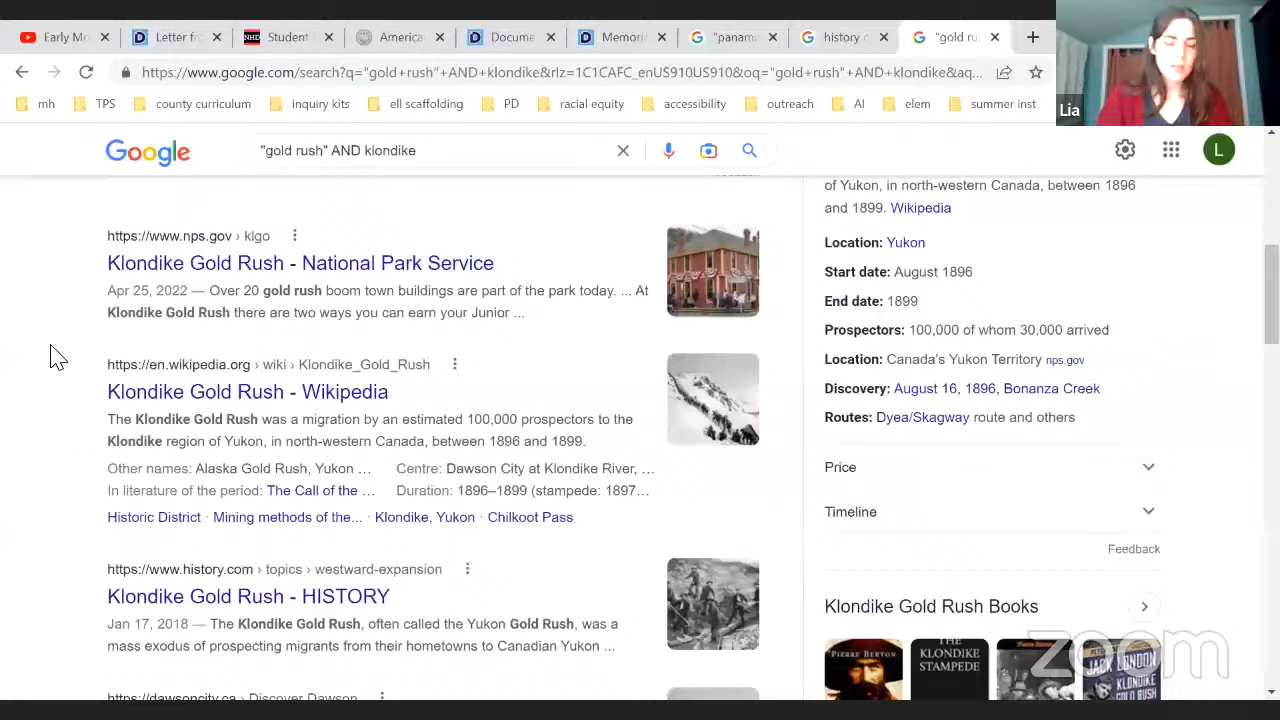 Early Mo
Letter fo
NHD Student
America
Docume
Memori
"panama
history c
"gold ru
https://www.google.com/search?q="gold+rush"+AND+klondike&rlz=1C1CAFC_enUS910US910&oq="gold+rush"+AND+klondike&aq...
mh
TPS
county curriculum
inquiry kits
ell scaffolding
PD
racial equity
accessibility
outreach
AI
elem
summer inst
Lia
Google
"gold rush" AND klondike
L
https://www.nps.gov › klgo
Klondike Gold Rush - National Park Service
Apr 25, 2022 — Over 20 gold rush boom town buildings are part of the park today. ... At
Klondike Gold Rush there are two ways you can earn your Junior ...
https://en.wikipedia.org › wiki › Klondike_Gold_Rush
Klondike Gold Rush - Wikipedia
The Klondike Gold Rush was a migration by an estimated 100,000 prospectors to the
Klondike region of Yukon, in north-western Canada, between 1896 and 1899.
Other names: Alaska Gold Rush, Yukon ...
Centre: Dawson City at Klondike River, ...
In literature of the period: The Call of the ...
Duration: 1896–1899 (stampede: 1897...
Historic District · Mining methods of the... · Klondike, Yukon · Chilkoot Pass
https://www.history.com › topics › westward-expansion
Klondike Gold Rush - HISTORY
Jan 17, 2018 — The Klondike Gold Rush, often called the Yukon Gold Rush, was a
mass exodus of prospecting migrants from their hometowns to Canadian Yukon ...
https://dawsoncity.ca › Discover Dawson
of Yukon, in north-western Canada, between 1896
and 1899. Wikipedia
Location: Yukon
Start date: August 1896
End date: 1899
Prospectors: 100,000 of whom 30,000 arrived
Location: Canada's Yukon Territory nps.gov
Discovery: August 16, 1896, Bonanza Creek
Routes: Dyea/Skagway route and others
Price
Timeline
Feedback
Klondike Gold Rush Books
PIERRE BERTON
THE
KLONDIKE
STAMPEDE
JACK LONDON
KLONDIKE
GOLD RUSH
zoom